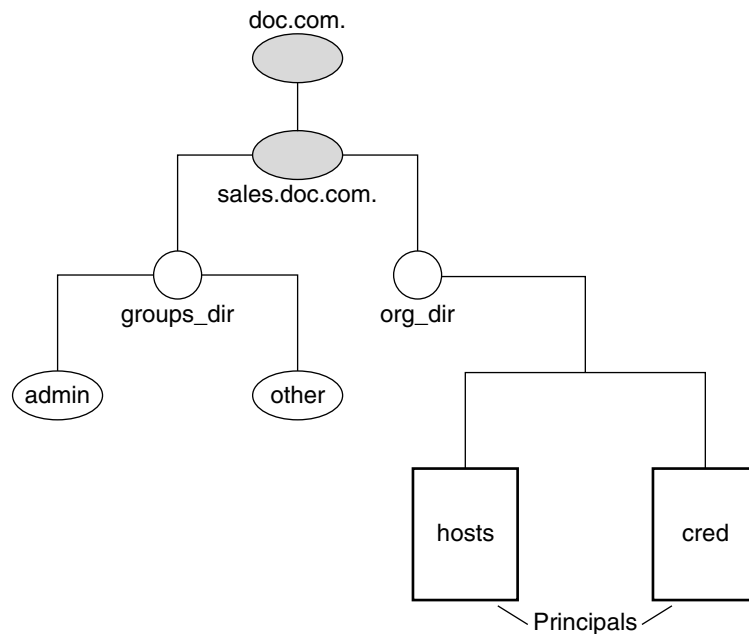 doc.com.
sales.doc.com.
groups_dir
org_dir
admin
other
hosts
cred
Principals